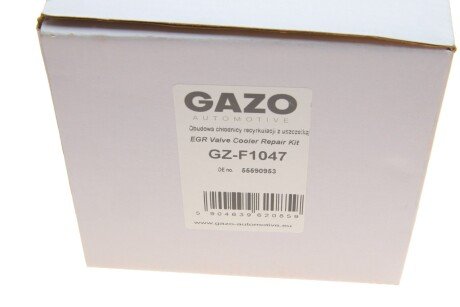 GAZO
AUTOMOTIVE
Obudowa chłodnicy recyrkulacji z uszczelką
EGR Valve Cooler Repair Kit
GZ-F1047
OE no. 55590953
5 904639 620859
www.gazo-automotive.eu